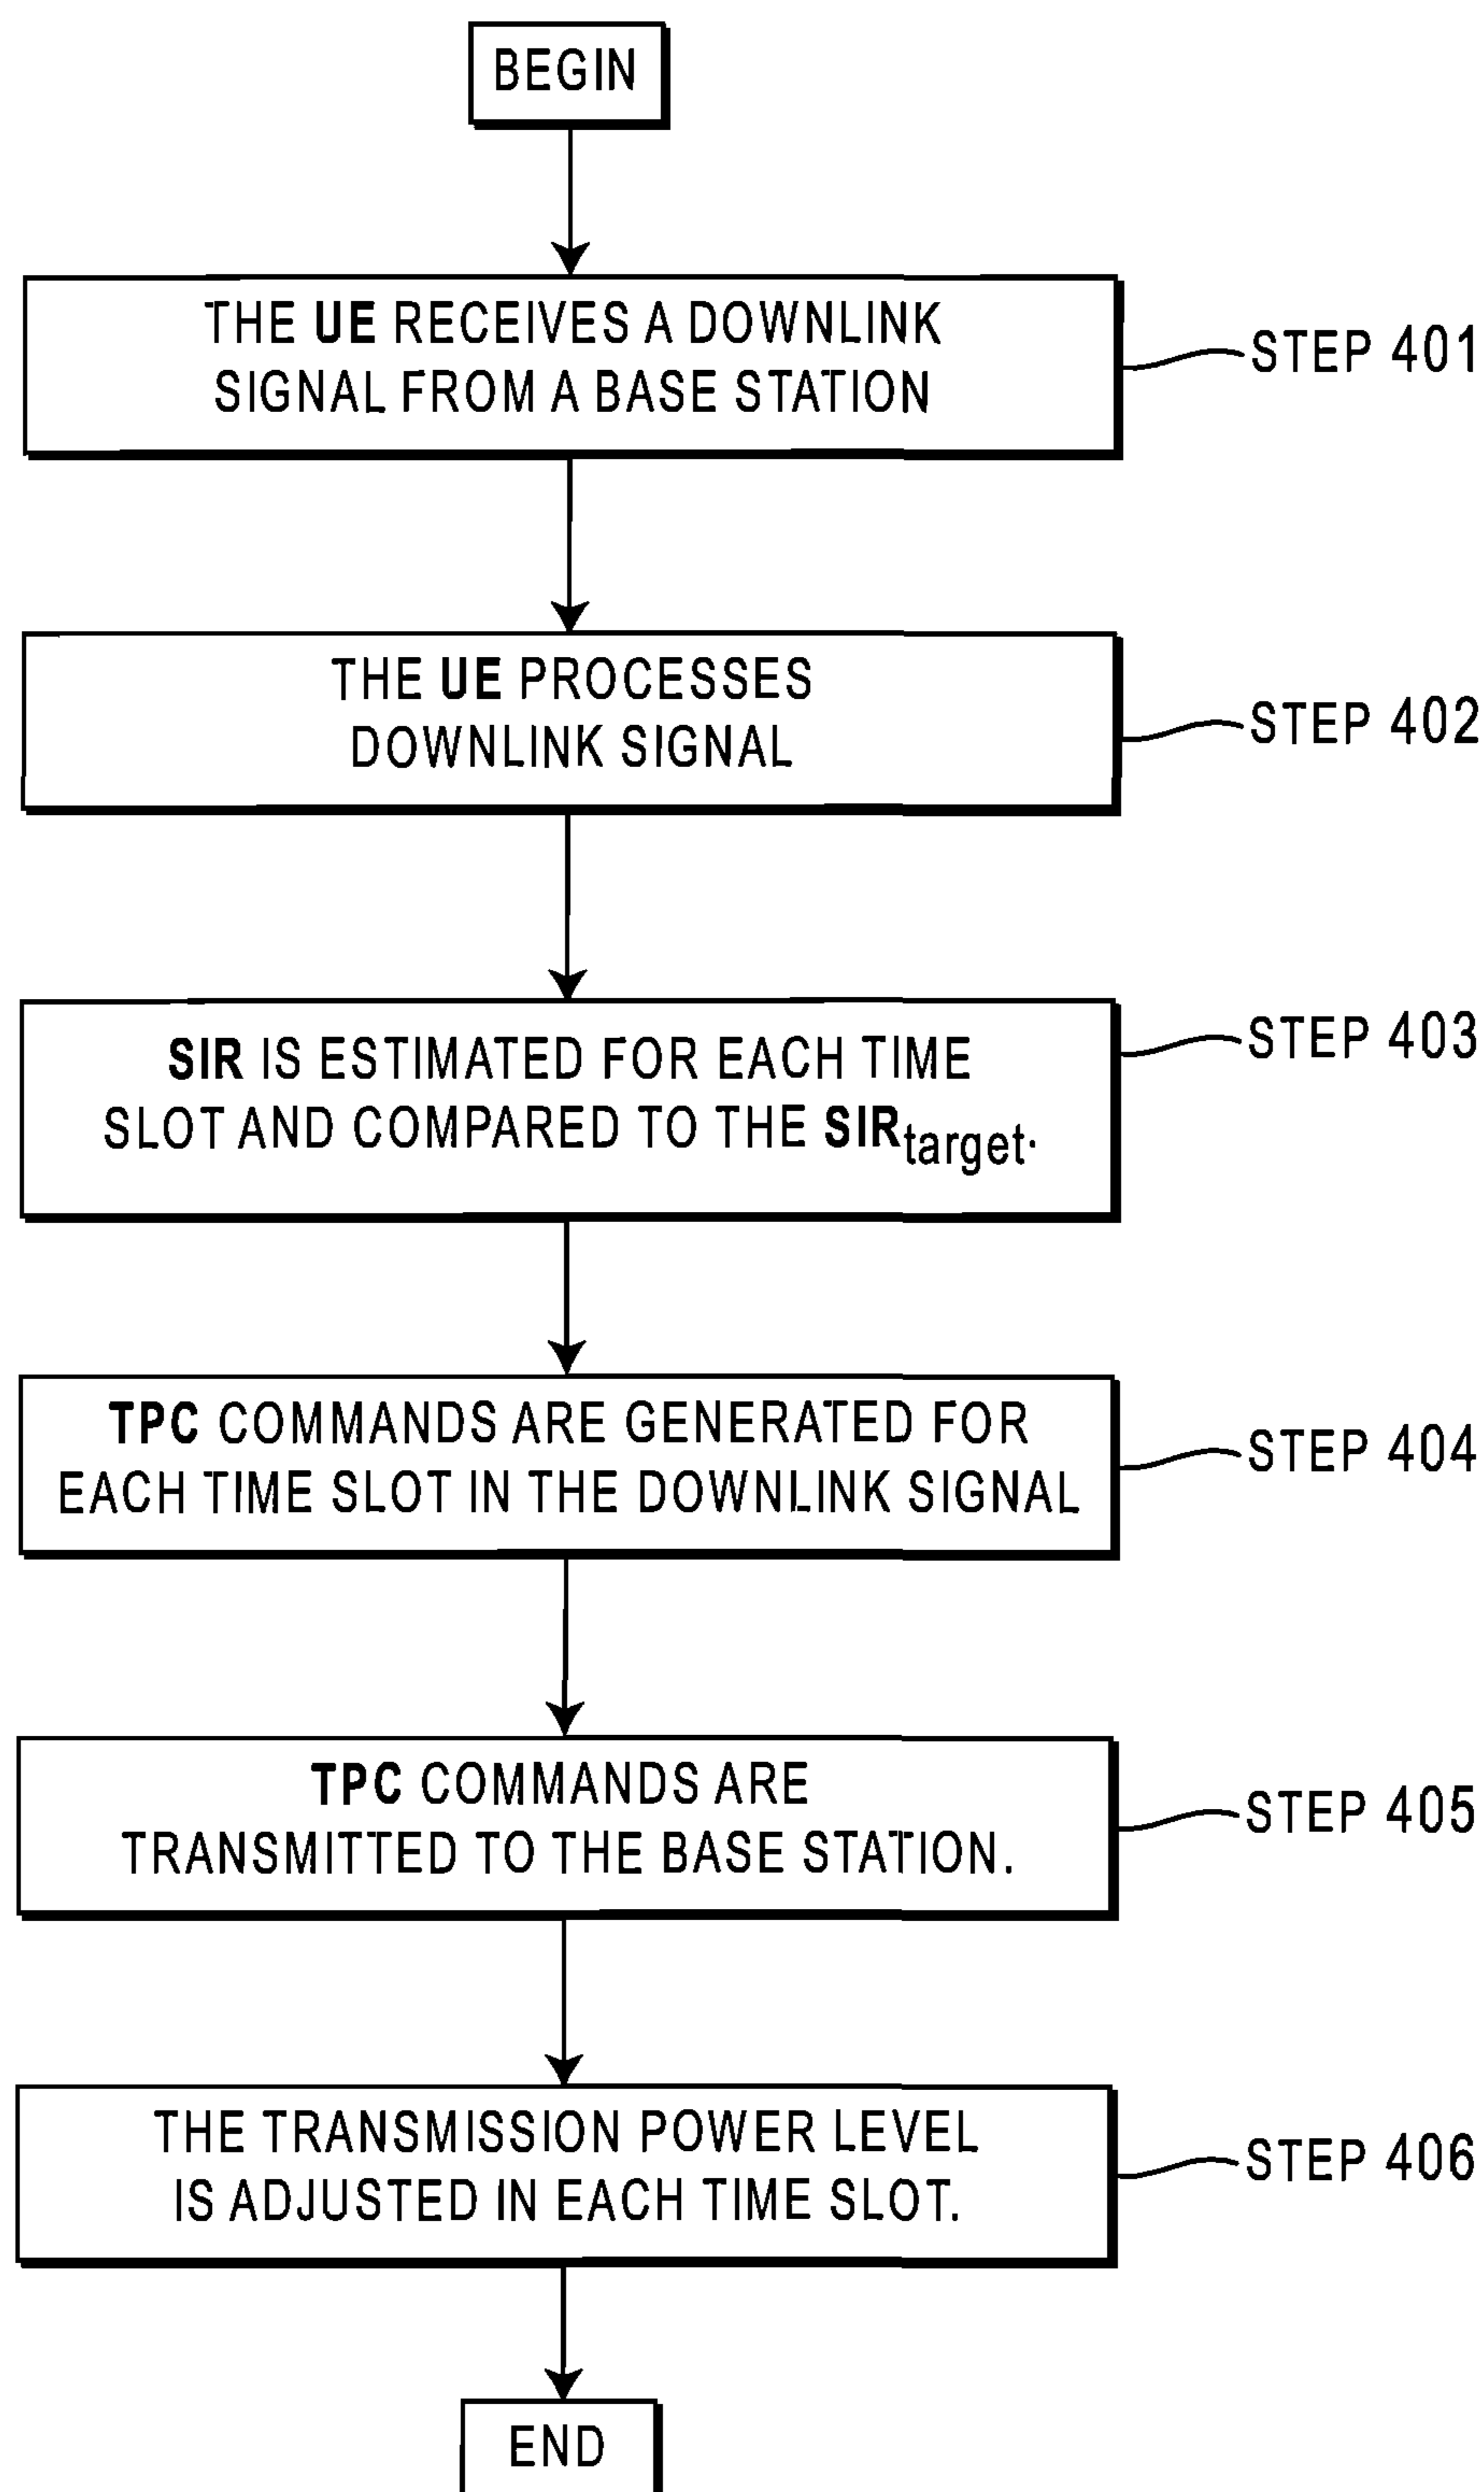 BEGIN
THE UE RECEIVES A DOWNLINK
SIGNAL FROM A BASE STATION
STEP 401
THE UE PROCESSES
DOWNLINK SIGNAL
STEP 402
SIR IS ESTIMATED FOR EACH TIME
SLOT AND COMPARED TO THE SIRtarget.
STEP 403
TPC COMMANDS ARE GENERATED FOR
EACH TIME SLOT IN THE DOWNLINK SIGNAL
STEP 404
TPC COMMANDS ARE
TRANSMITTED TO THE BASE STATION.
STEP 405
THE TRANSMISSION POWER LEVEL
IS ADJUSTED IN EACH TIME SLOT.
STEP 406
END